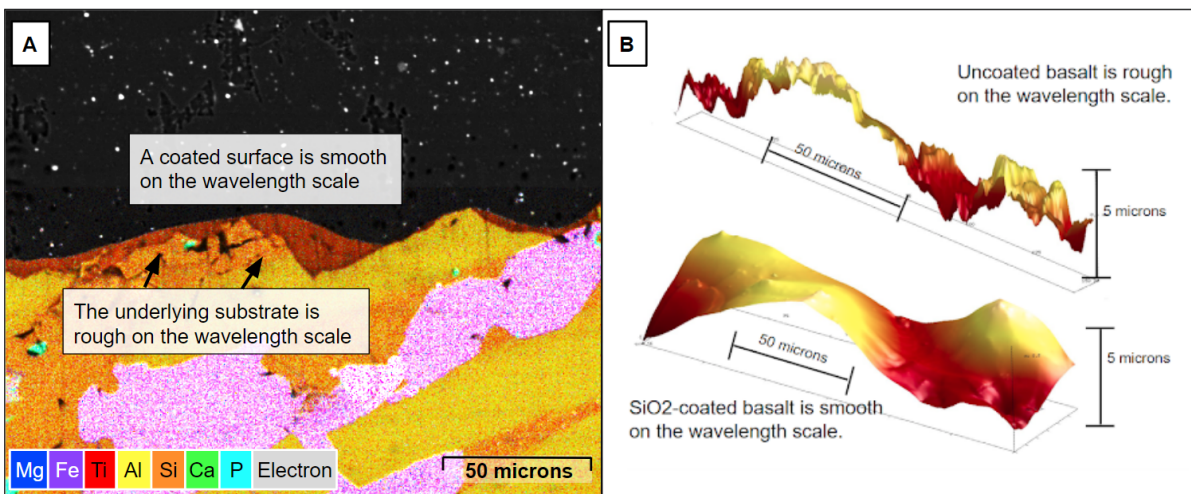 A
A coated surface is smooth
on the wavelength scale
The underlying substrate is
rough on the wavelength scale
Mg Fe Ti Al Si Ca P Electron
50 microns
B
Uncoated basalt is rough
on the wavelength scale.
50 microns
5 microns
50 microns
5 microns
SiO2-coated basalt is smooth
on the wavelength scale.